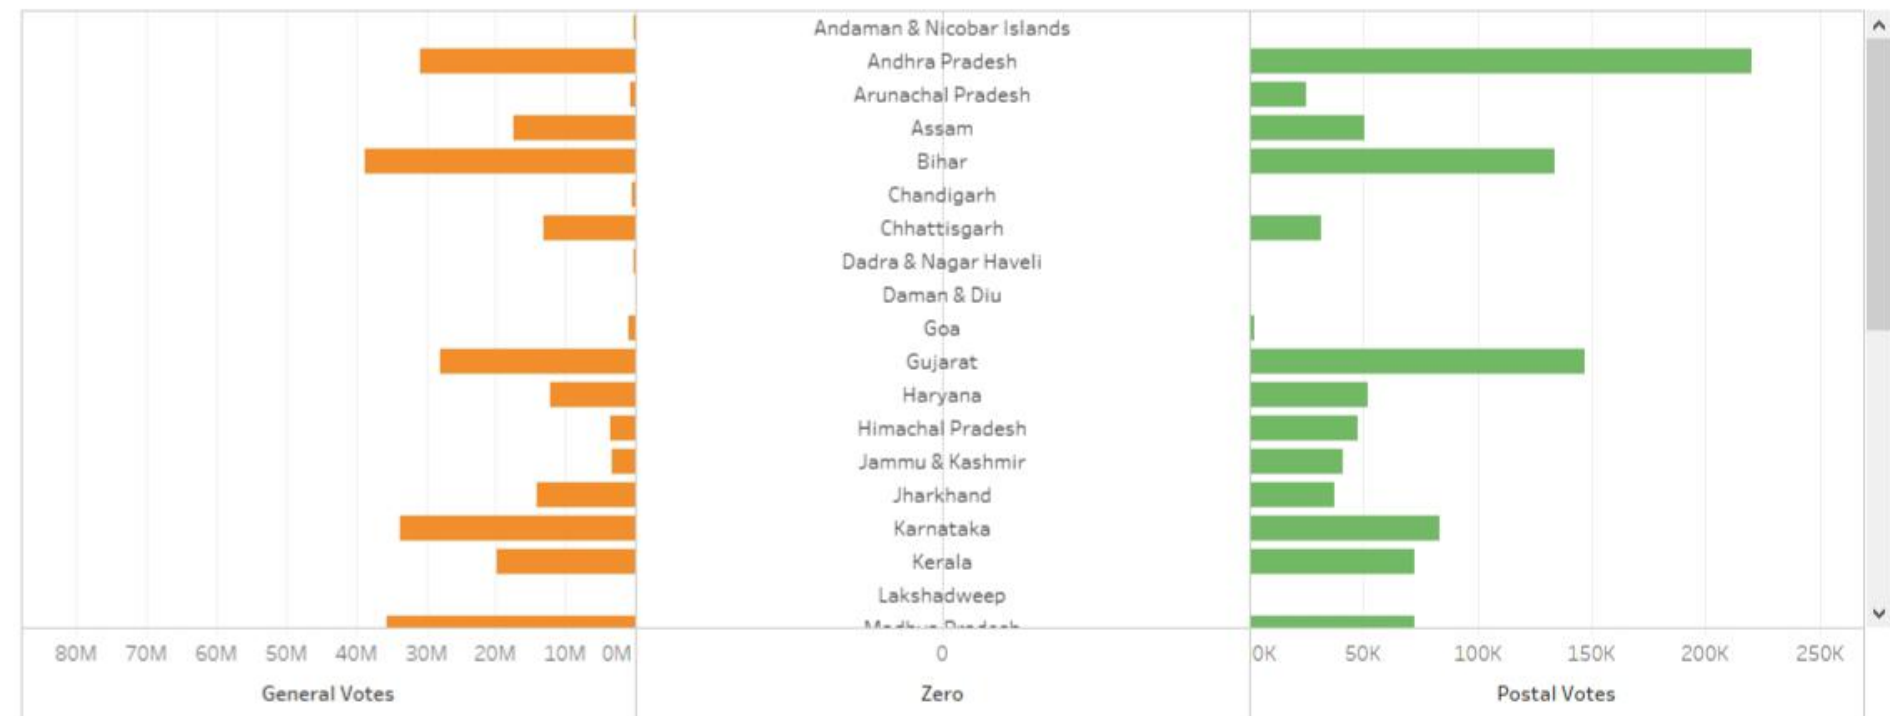 Andaman & Nicobar Islands
Andhra Pradesh
Arunachal Pradesh
Assam
Bihar
Chandigarh
Chhattisgarh
Dadra & Nagar Haveli
Daman & Diu
Goa
Gujarat
Haryana
Himachal Pradesh
Jammu & Kashmir
Jharkhand
Karnataka
Kerala
Lakshadweep
Madhya Pradesh
80M 70M 60M 50M 40M 30M 20M 10M 0M 0 0K 50K 100K 150K 200K 250K
General Votes Zero Postal Votes